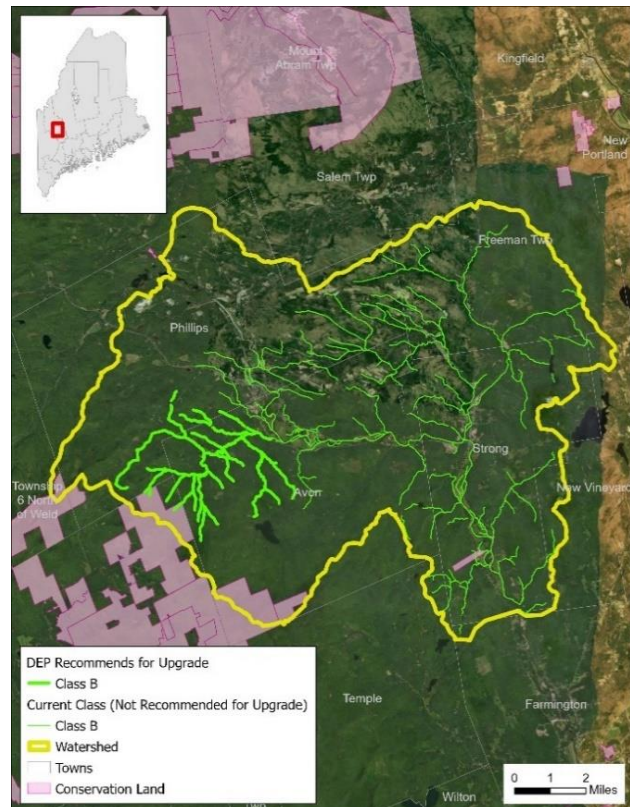 Mount
Abram Twp
Kingfield
New
Portland
Salem Twp
Freeman Twp
Phillips
Strong
Township
6 North
of Weld
Avon
New Vineyard
DEP Recommends for Upgrade
Class B
Current Class (Not Recommended for Upgrade)
Class B
Watershed
Towns
Conservation Land
Temple
Farmington
Wilton
Twp
0 1 2
Miles